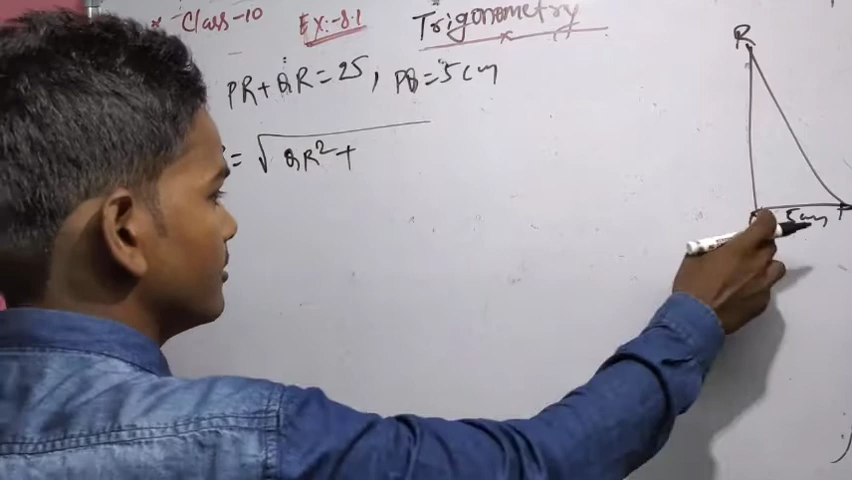 * Class-10 Ex:-8.1 Trigonometry
PR+QR=25, PQ=5cm
= √QR²+
R
5cm